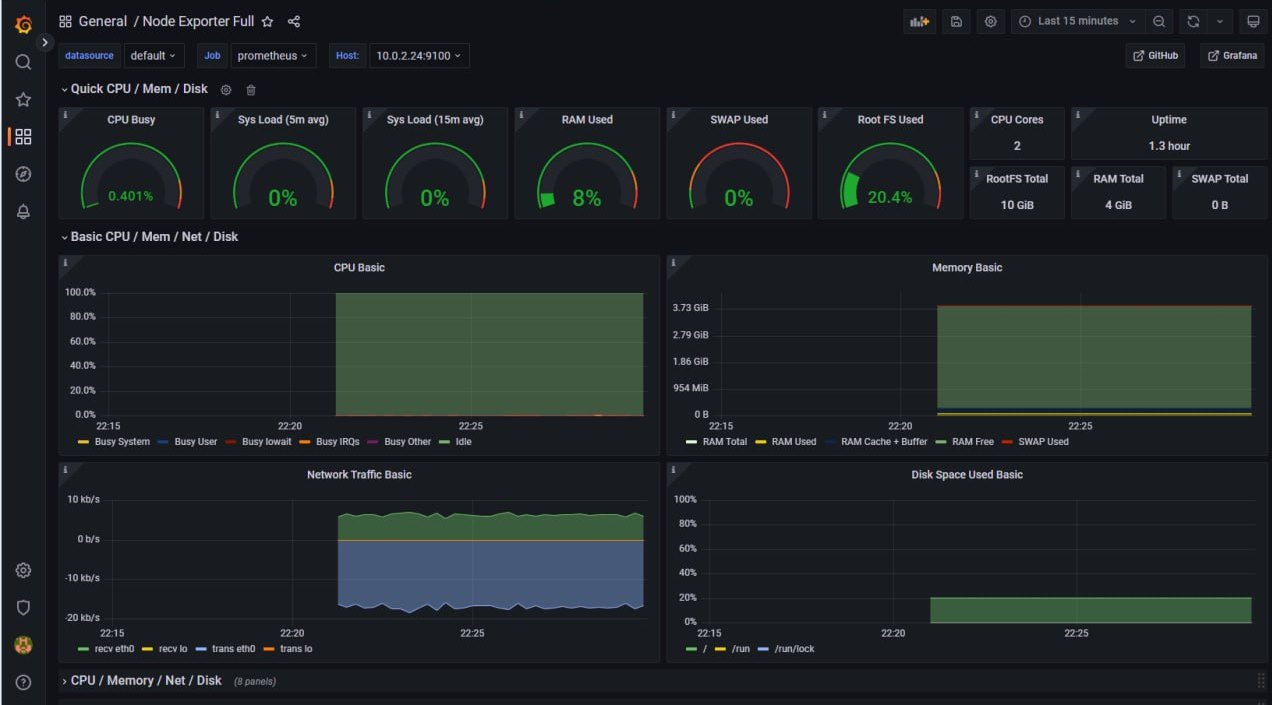 General / Node Exporter Full
Last 15 minutes
datasource default Job prometheus Host: 10.0.2.24:9100 GitHub Grafana
Quick CPU / Mem / Disk
CPU Busy
0.401%
Sys Load (5m avg)
0%
Sys Load (15m avg)
0%
RAM Used
8%
SWAP Used
0%
Root FS Used
20.4%
CPU Cores
2
Uptime
1.3 hour
RootFS Total
10 GiB
RAM Total
4 GiB
SWAP Total
0 B
Basic CPU / Mem / Net / Disk
CPU Basic
100.0%
80.0%
60.0%
40.0%
20.0%
0.0%
22:15 22:20 22:25
Busy System Busy User Busy Iowait Busy IRQs Busy Other Idle
Memory Basic
3.73 GiB
2.79 GiB
1.86 GiB
954 MiB
0 B
22:15 22:20 22:25
RAM Total RAM Used RAM Cache + Buffer RAM Free SWAP Used
Network Traffic Basic
10 kb/s
0 b/s
-10 kb/s
-20 kb/s
22:15 22:20 22:25
recv eth0 recv lo trans eth0 trans lo
Disk Space Used Basic
100%
80%
60%
40%
20%
0%
22:15 22:20 22:25
/ /run /run/lock
CPU / Memory / Net / Disk (8 panels)